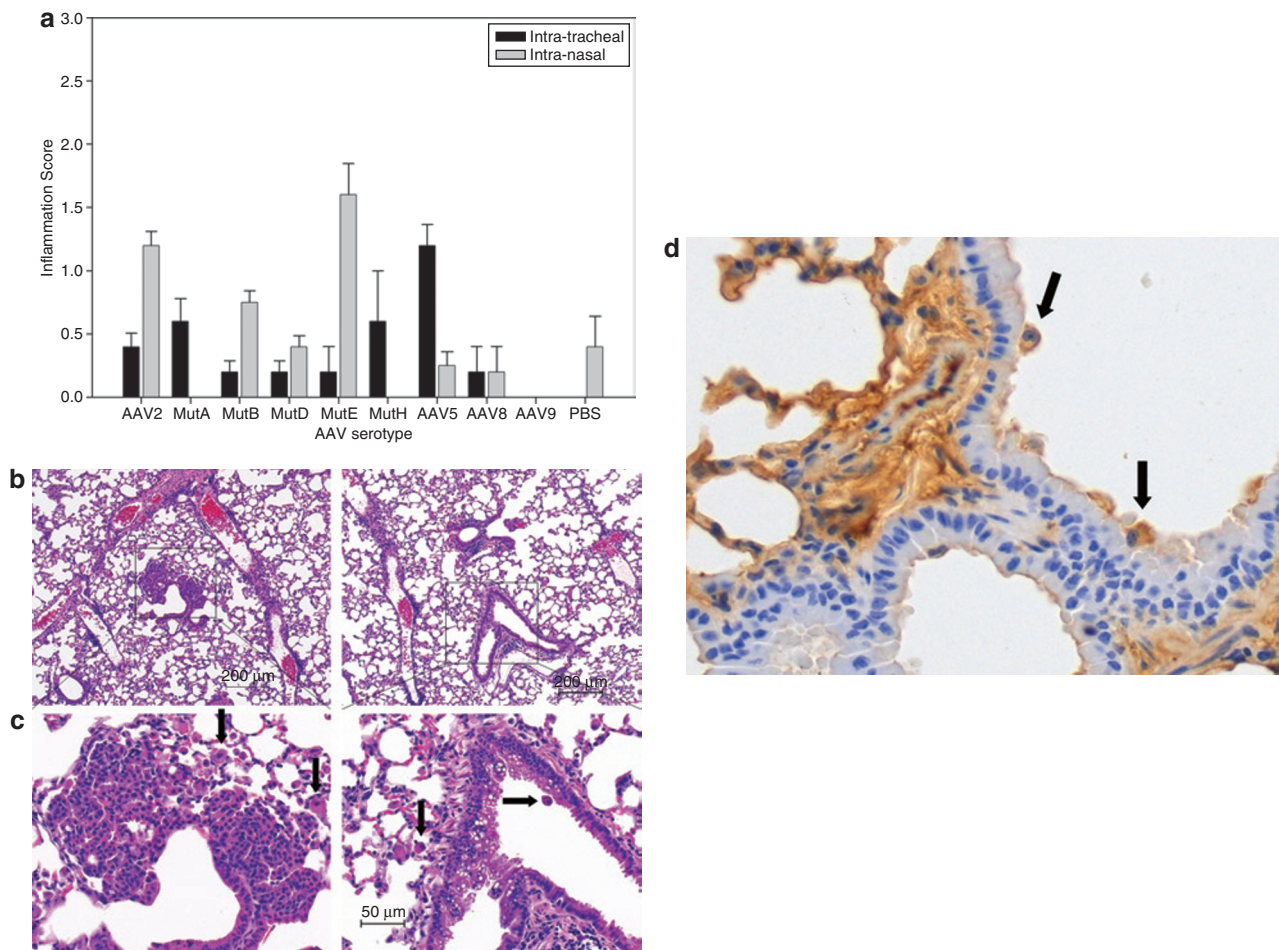 a
3.0
2.5
2.0
1.5
1.0
0.5
0.0
Inflammation Score
Intra-tracheal
Intra-nasal
AAV2 MutA MutB MutD MutE MutH AAV5 AAV8 AAV9 PBS
AAV serotype
b
200 μm
200 μm
c
50 μm
d